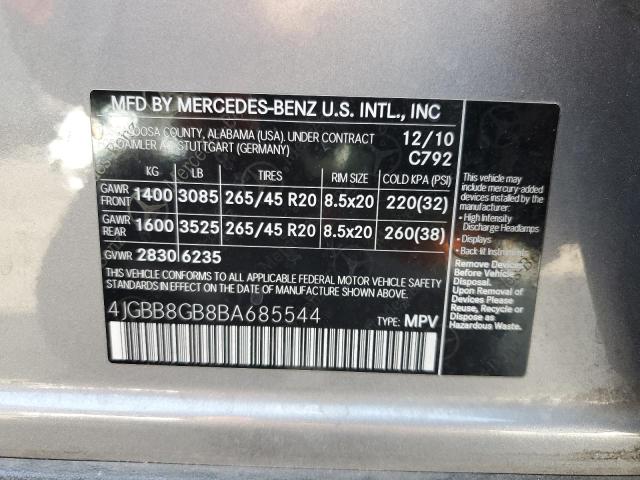 MFD BY MERCEDES-BENZ U.S. INTL., INC
COUNTY, ALABAMA (USA). UNDER CONTRACT 12/10
DAIMLER AG STUTTGART (GERMANY) C792
KG LB TIRES RIM SIZE COLD KPA (PSI)
GAWR FRONT 1400 3085 265/45 R20 8.5x20 220(32)
GAWR REAR 1600 3525 265/45 R20 8.5x20 260(38)
GVWR 2830 6235
THIS VEHICLE CONFORMS TO ALL APPLICABLE FEDERAL MOTOR VEHICLE SAFETY
STANDARDS IN EFFECT ON THE DATE OF MANUFACTURE SHOWN ABOVE.
4JGBB8GB8BA685544
TYPE: MPV
This vehicle may
include mercury-added
devices installed by the
manufacturer:
• High Intensity
Discharge Headlamps
• Displays
• Back-lit Instruments
Remove Devices
Before Vehicle
Disposal.
Upon Removal
of Devices Please
Reuse, Recycle
or Dispose as
Hazardous Waste.